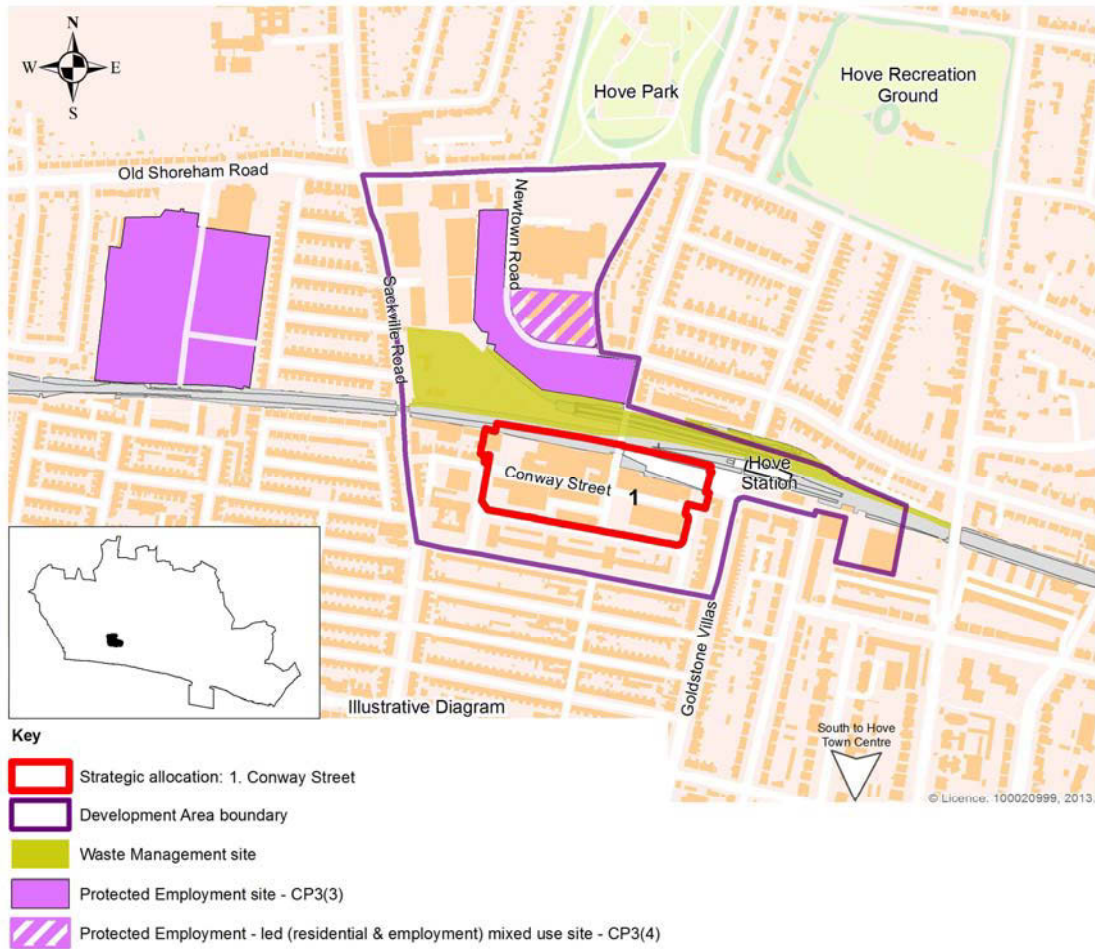 N
W E
S
Hove Park
Hove Recreation
Ground
Old Shoreham Road
Newtown Road
Sackville Road
Hove
Station
Conway Street
1
Goldstone Villas
Illustrative Diagram
South to Hove
Town Centre
© Licence: 100020999, 2013.
Key
Strategic allocation: 1. Conway Street
Development Area boundary
Waste Management site
Protected Employment site - CP3(3)
Protected Employment - led (residential & employment) mixed use site - CP3(4)